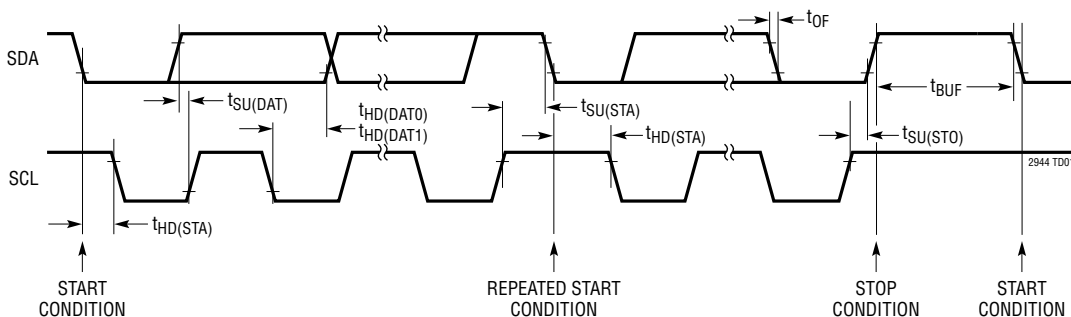 SDA
tOF
tSU(DAT)
tHD(DAT0)
tHD(DAT1)
tSU(STA)
tHD(STA)
tBUF
tSU(STO)
2944 TD01
SCL
tHD(STA)
START
CONDITION
REPEATED START
CONDITION
STOP
CONDITION
START
CONDITION